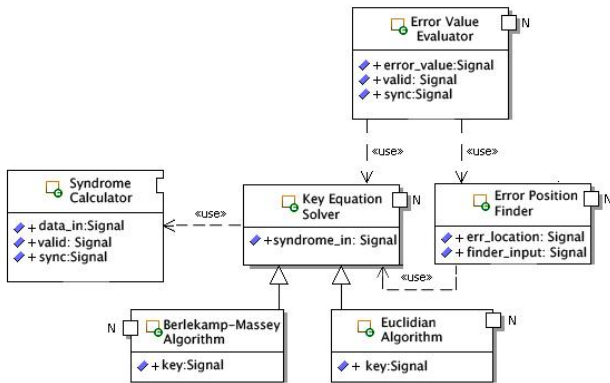 Error Value
Evaluator
N
+error_value:Signal
+valid: Signal
+sync:Signal
«use»
«use»
Syndrome
Calculator
+data_in:Signal
+valid: Signal
+sync:Signal
«use»
Key Equation
Solver
N
+syndrome_in: Signal
Error Position
Finder
N
+err_location: Signal
+finder_input: Signal
«use»
N
Berlekamp-Massey
Algorithm
+key:Signal
Euclidian
Algorithm
N
+ key:Signal